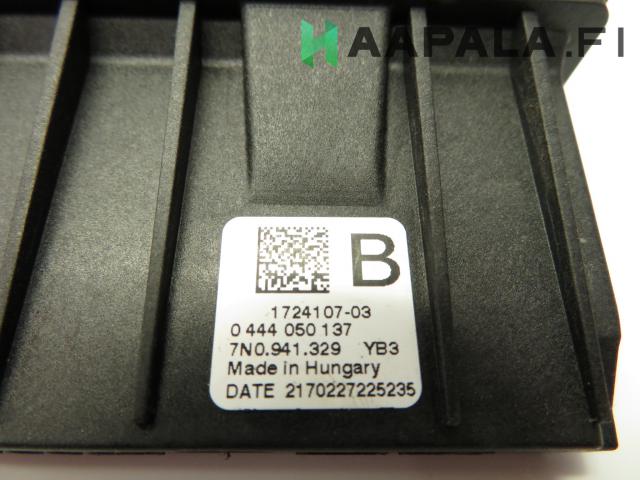 HAAPALA.FI
B
1724107-03
0 444 050 137
7N0.941.329 YB3
Made in Hungary
DATE 2170227225235